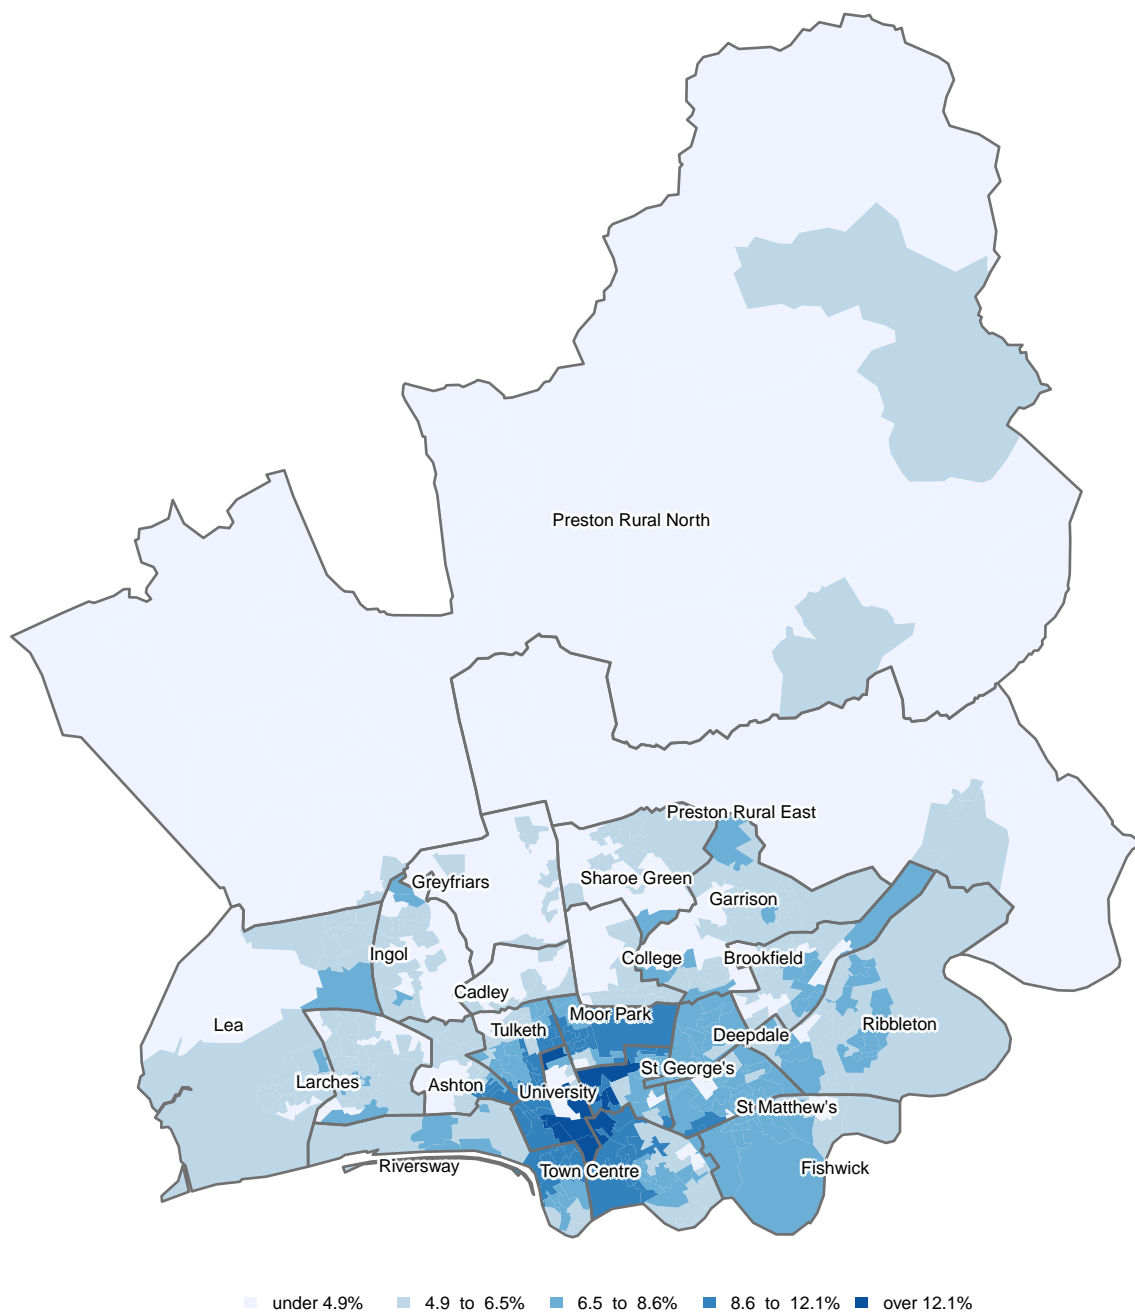 Preston Rural North
Preston Rural East
Greyfriars
Sharoe Green
Garrison
Ingol
College
Brookfield
Cadley
Lea
Tulketh
Moor Park
Deepdale
Ribbleton
Larches
Ashton
University
St George's
St Matthew's
Riversway
Town Centre
Fishwick
under 4.9% 4.9 to 6.5% 6.5 to 8.6% 8.6 to 12.1% over 12.1%